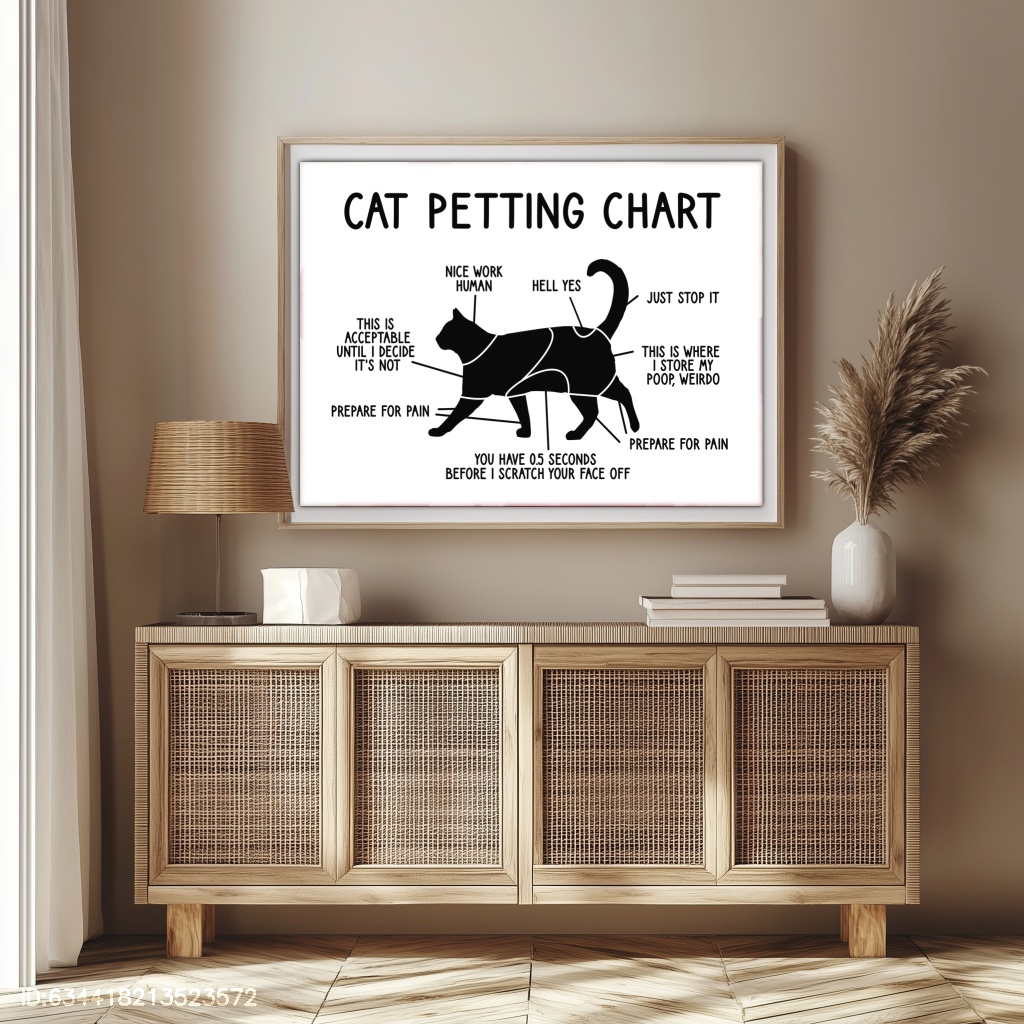 CAT PETTING CHART
NICE WORK
HUMAN
HELL YES
JUST STOP IT
THIS IS
ACCEPTABLE
UNTIL I DECIDE
IT'S NOT
THIS IS WHERE
I STORE MY
POOP, WEIRDO
PREPARE FOR PAIN
PREPARE FOR PAIN
YOU HAVE 0.5 SECONDS
BEFORE I SCRATCH YOUR FACE OFF
ID:634418213523572